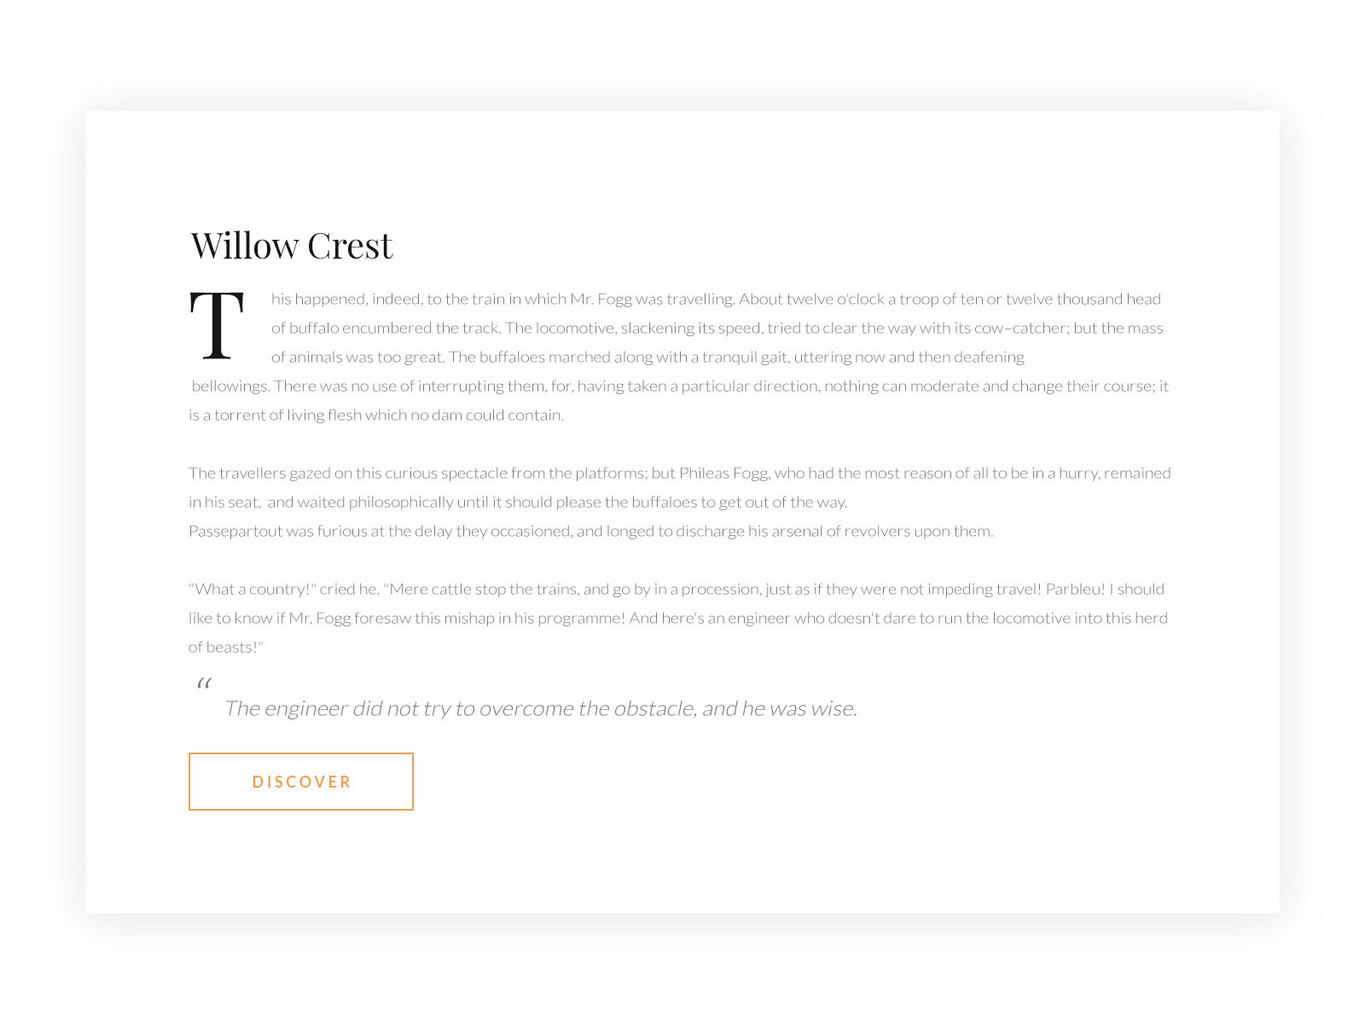 Willow Crest
This happened, indeed, to the train in which Mr. Fogg was travelling. About twelve o'clock a troop of ten or twelve thousand head
of buffalo encumbered the track. The locomotive, slackening its speed, tried to clear the way with its cow–catcher; but the mass
of animals was too great. The buffaloes marched along with a tranquil gait, uttering now and then deafening
bellowings. There was no use of interrupting them, for, having taken a particular direction, nothing can moderate and change their course; it
is a torrent of living flesh which no dam could contain.
The travellers gazed on this curious spectacle from the platforms; but Phileas Fogg, who had the most reason of all to be in a hurry, remained
in his seat,  and waited philosophically until it should please the buffaloes to get out of the way.
Passepartout was furious at the delay they occasioned, and longed to discharge his arsenal of revolvers upon them.
"What a country!" cried he. "Mere cattle stop the trains, and go by in a procession, just as if they were not impeding travel! Parbleu! I should
like to know if Mr. Fogg foresaw this mishap in his programme! And here's an engineer who doesn't dare to run the locomotive into this herd
of beasts!"
“
The engineer did not try to overcome the obstacle, and he was wise.
DISCOVER